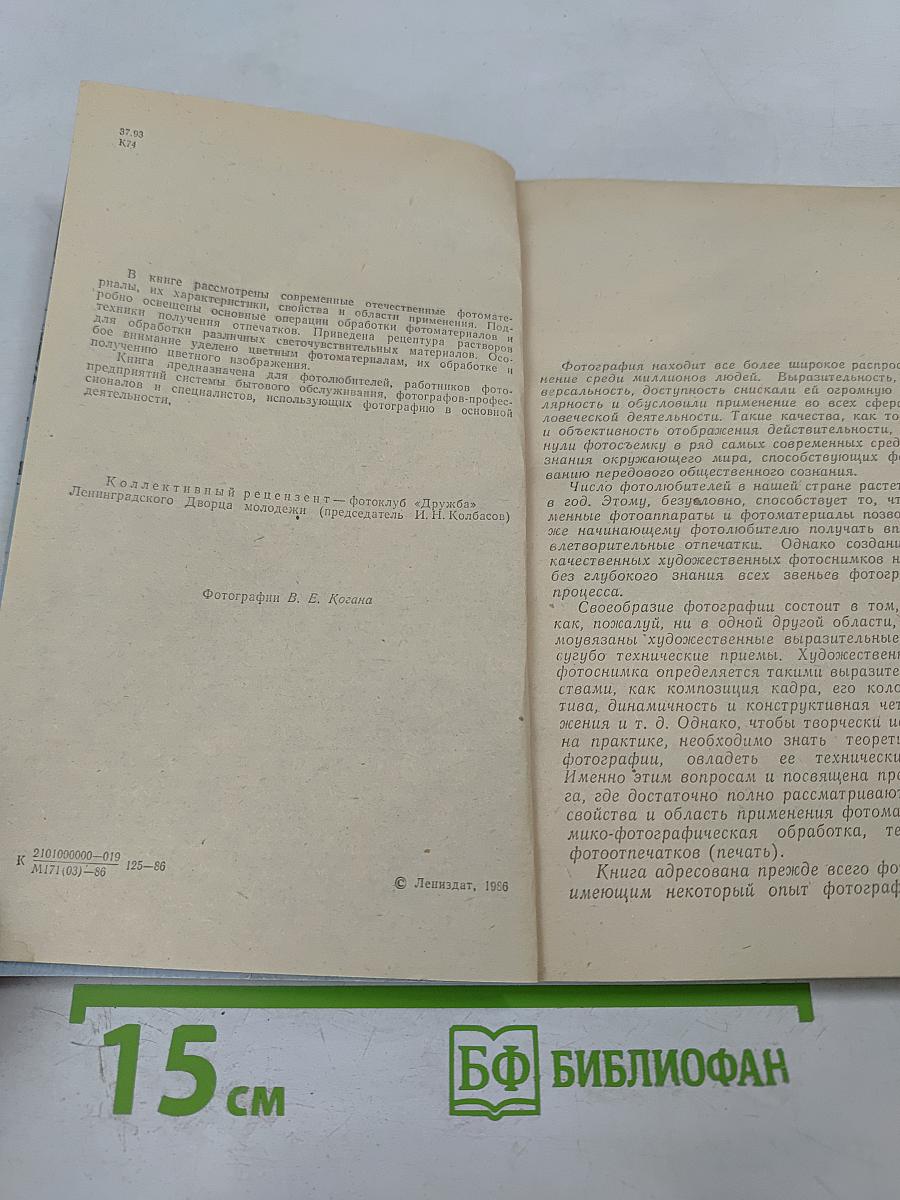 37.93
К74
В книге рассмотрены современные отечественные фотомате-
риалы, их характеристики, свойства и области применения. Под-
робно освещены основные операции обработки фотоматериалов и
техники получения отпечатков. Приведена рецептура растворов
для обработки различных светочувствительных материалов. Осо-
бое внимание уделено цветным фотоматериалам, их обработке и
получению цветного изображения.
Книга предназначена для фотолюбителей, работников фото-
предприятий системы бытового обслуживания, фотографов-профес-
сионалов и специалистов, использующих фотографию в основной
деятельности.
Коллективный рецензент — фотоклуб «Дружба»
Ленинградского Дворца молодежи (председатель И. Н. Колбасов)
Фотографии В. Е. Когана
К 2101000000—019
М171(03)—86 125—86
© Лениздат, 1986
Фотография находит все более широкое распрос
нение среди миллионов людей. Выразительность,
версальность, доступность снискали ей огромную
лярность и обусловили применение во всех сфера
ловеческой деятельности. Такие качества, как то
и объективность отображения действительности,
нули фотосъемку в ряд самых современных сред
знания окружающего мира, способствующих фо
ванию передового общественного сознания.
Число фотолюбителей в нашей стране растет
в год. Этому, безусловно, способствует то, чт
менные фотоаппараты и фотоматериалы позво
же начинающему фотолюбителю получать вп
влетворительные отпечатки. Однако создани
качественных художественных фотоснимков н
без глубокого знания всех звеньев фотогр
процесса.
Своеобразие фотографии состоит в том,
как, пожалуй, ни в одной другой области,
моувязаны художественные выразительные
сугубо технические приемы. Художествен
фотоснимка определяется такими выразите
ствами, как композиция кадра, его коло
тива, динамичность и конструктивная чет
жения и т. д. Однако, чтобы творчески ис
на практике, необходимо знать теорети
фотографии, овладеть ее технически
Именно этим вопросам и посвящена пре
га, где достаточно полно рассматривают
свойства и область применения фотома
мико-фотографическая обработка, те
фотоотпечатков (печать).
Книга адресована прежде всего фо
имеющим некоторый опыт фотограф
15 см
БФ БИБЛИОФАН